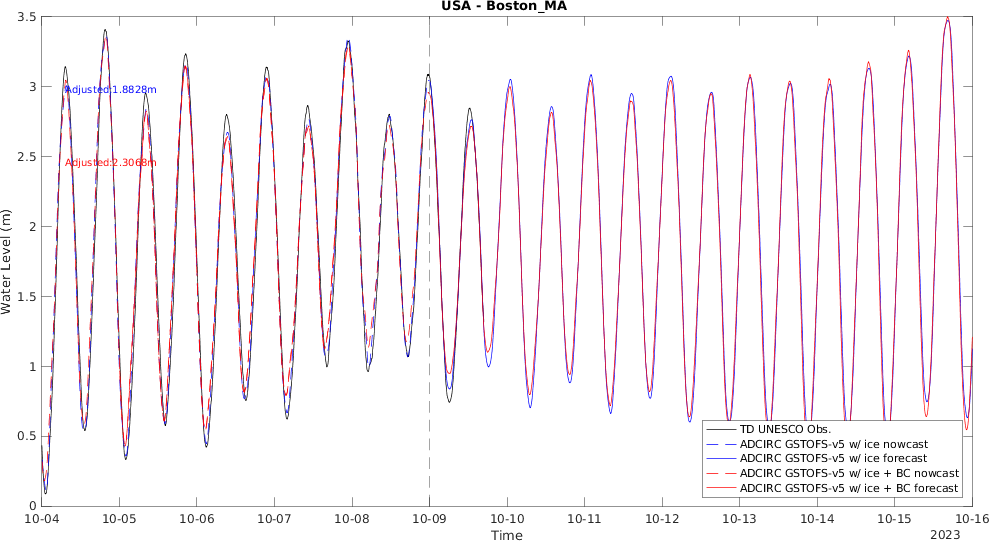 USA - Boston_MA
3.5
3
2.5
2
1.5
1
0.5
0
Water Level (m)
Adjusted:1.8828m
Adjusted:2.3068m
TD UNESCO Obs.
ADCIRC GSTOFS-v5 w/ ice nowcast
ADCIRC GSTOFS-v5 w/ ice forecast
ADCIRC GSTOFS-v5 w/ ice + BC nowcast
ADCIRC GSTOFS-v5 w/ ice + BC forecast
10-04 10-05 10-06 10-07 10-08 10-09 10-10 10-11 10-12 10-13 10-14 10-15 10-16
Time
2023